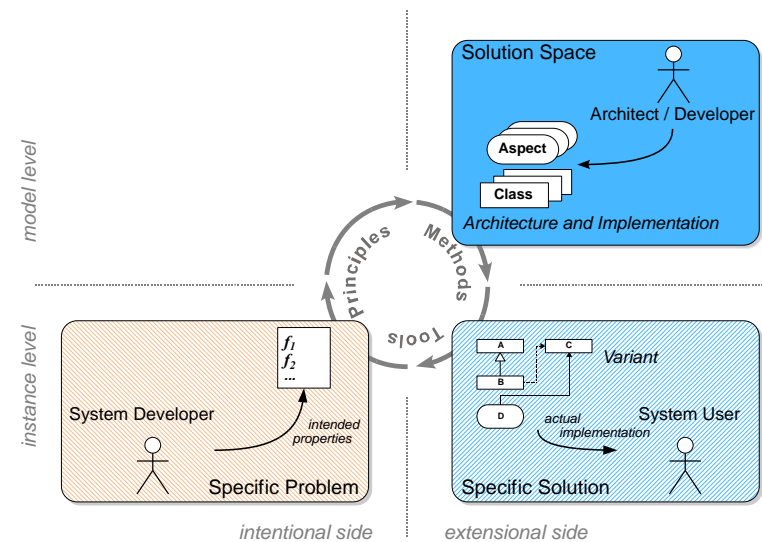 Solution Space
Architect / Developer
Aspect
Class
Architecture and Implementation
model level
Principles
Methods
Tools
instance level
f1
f2
...
System Developer
intended
properties
Specific Problem
A
C
B
D
Variant
System User
actual
implementation
Specific Solution
intentional side
extensional side